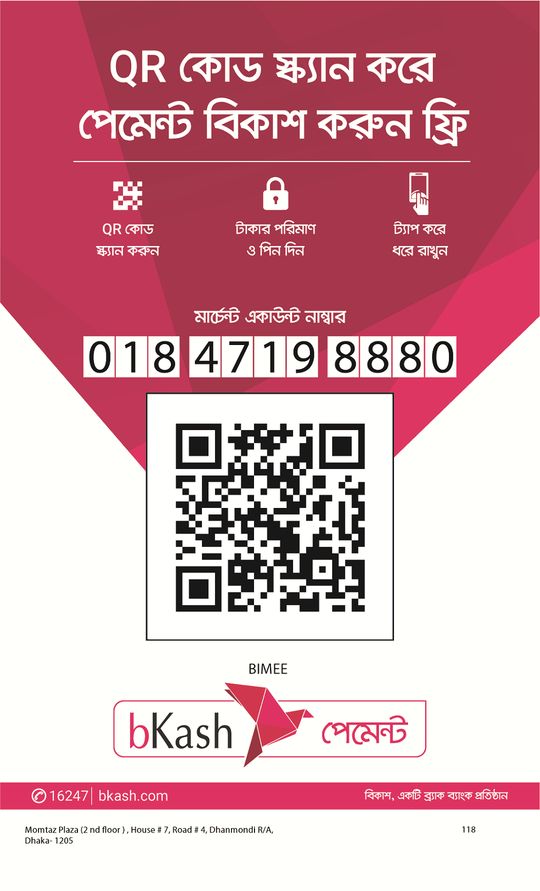 QR কোড স্ক্যান করে
পেমেন্ট বিকাশ করুন ফ্রি
QR কোড
স্ক্যান করুন
টাকার পরিমাণ
ও পিন দিন
ট্যাপ করে
ধরে রাখুন
মার্চেন্ট একাউন্ট নাম্বার
018 4719 8880
BIMEE
bKash পেমেন্ট
16247 | bkash.com
বিকাশ, একটি ব্র্যাক ব্যাংক প্রতিষ্ঠান
Momtaz Plaza (2 nd floor ) , House # 7, Road # 4, Dhanmondi R/A,
Dhaka- 1205
118